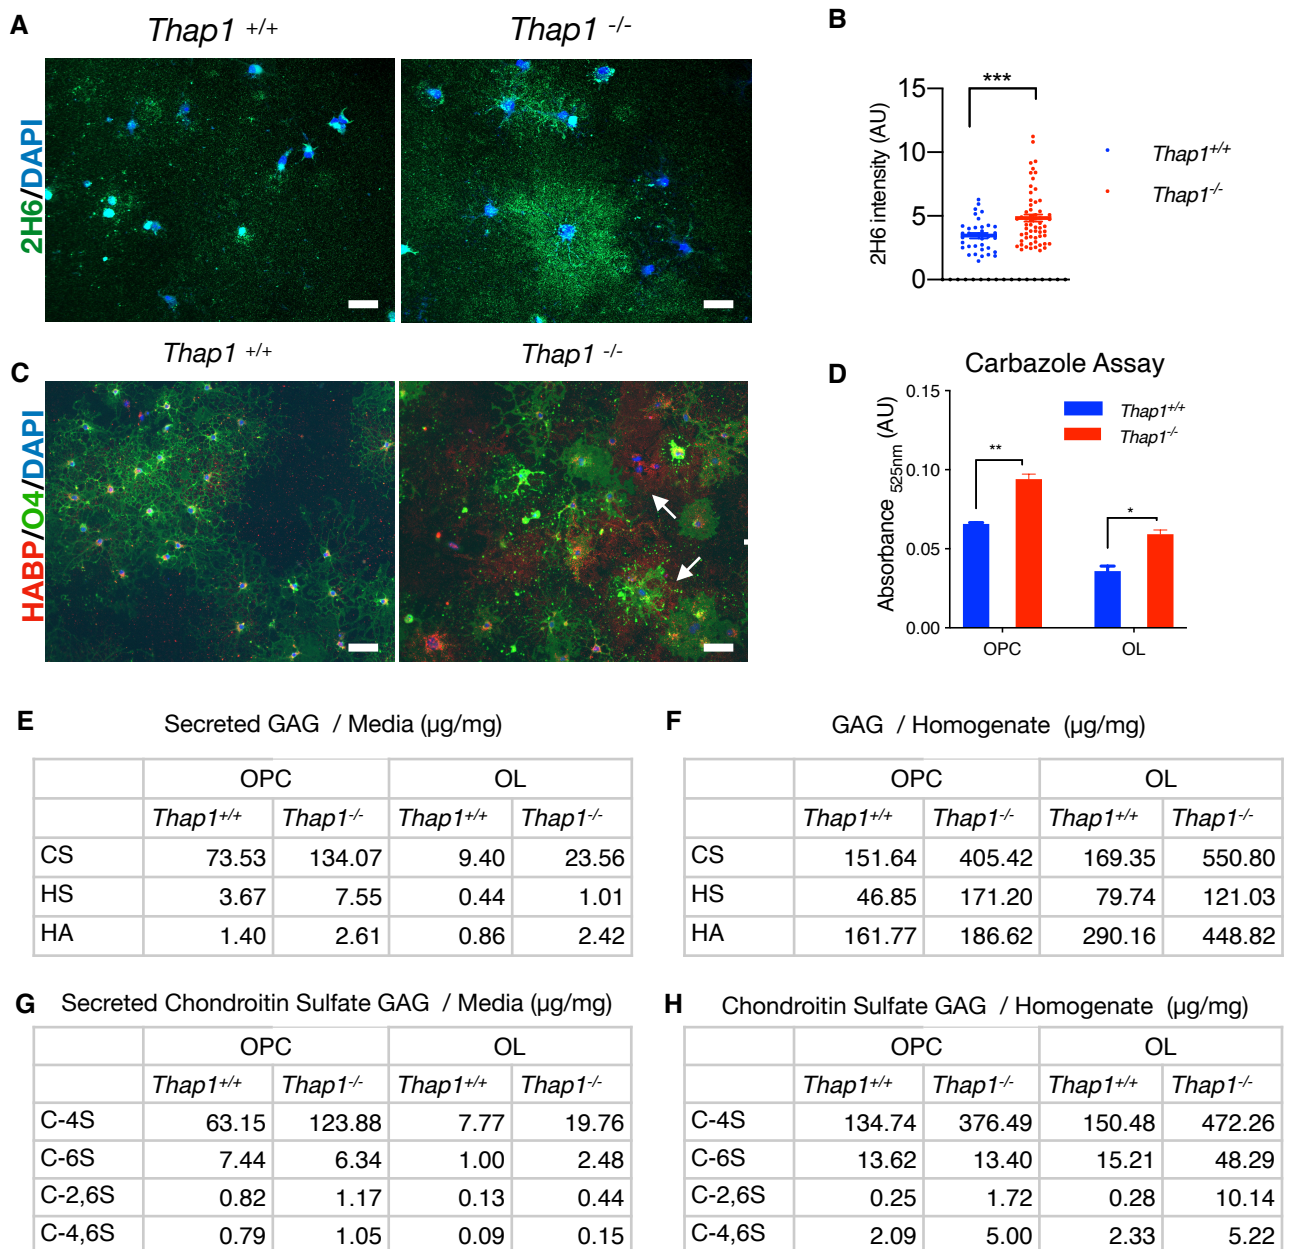 A
Thap1 +/+
Thap1 -/-
2H6/DAPI
B
15
10
5
0
2H6 intensity (AU)
***
Thap1+/+
Thap1-/-
C
Thap1 +/+
Thap1 -/-
HABP/O4/DAPI
D
Carbazole Assay
Absorbance 525nm (AU)
0.15
0.10
0.05
0.00
**
*
Thap1+/+
Thap1-/-
OPC OL
E Secreted GAG / Media (µg/mg)
OPC OL
Thap1+/+ Thap1-/- Thap1+/+ Thap1-/-
CS 73.53 134.07 9.40 23.56
HS 3.67 7.55 0.44 1.01
HA 1.40 2.61 0.86 2.42
F GAG / Homogenate (µg/mg)
OPC OL
Thap1+/+ Thap1-/- Thap1+/+ Thap1-/-
CS 151.64 405.42 169.35 550.80
HS 46.85 171.20 79.74 121.03
HA 161.77 186.62 290.16 448.82
G Secreted Chondroitin Sulfate GAG / Media (µg/mg)
OPC OL
Thap1+/+ Thap1-/- Thap1+/+ Thap1-/-
C-4S 63.15 123.88 7.77 19.76
C-6S 7.44 6.34 1.00 2.48
C-2,6S 0.82 1.17 0.13 0.44
C-4,6S 0.79 1.05 0.09 0.15
H Chondroitin Sulfate GAG / Homogenate (µg/mg)
OPC OL
Thap1+/+ Thap1-/- Thap1+/+ Thap1-/-
C-4S 134.74 376.49 150.48 472.26
C-6S 13.62 13.40 15.21 48.29
C-2,6S 0.25 1.72 0.28 10.14
C-4,6S 2.09 5.00 2.33 5.22